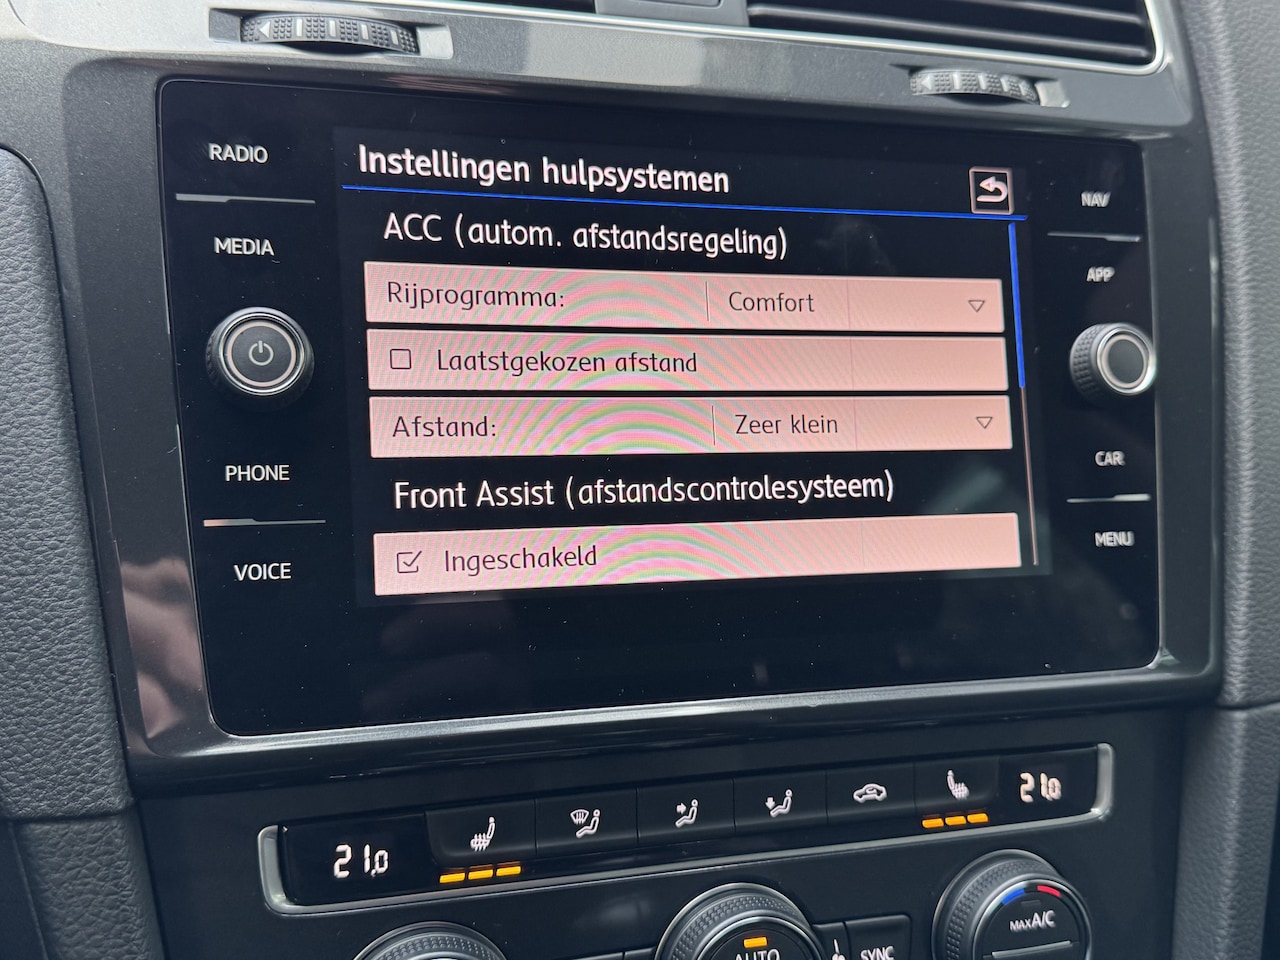 RADIO
MEDIA
PHONE
VOICE
Instellingen hulpsystemen
ACC (autom. afstandsregeling)
Rijprogramma: Comfort
Laatstgekozen afstand
Afstand: Zeer klein
Front Assist (afstandscontrolesysteem)
Ingeschakeld
NAV
APP
CAR
MENU
21,0
21,0
AUTO
SYNC
MAX A/C